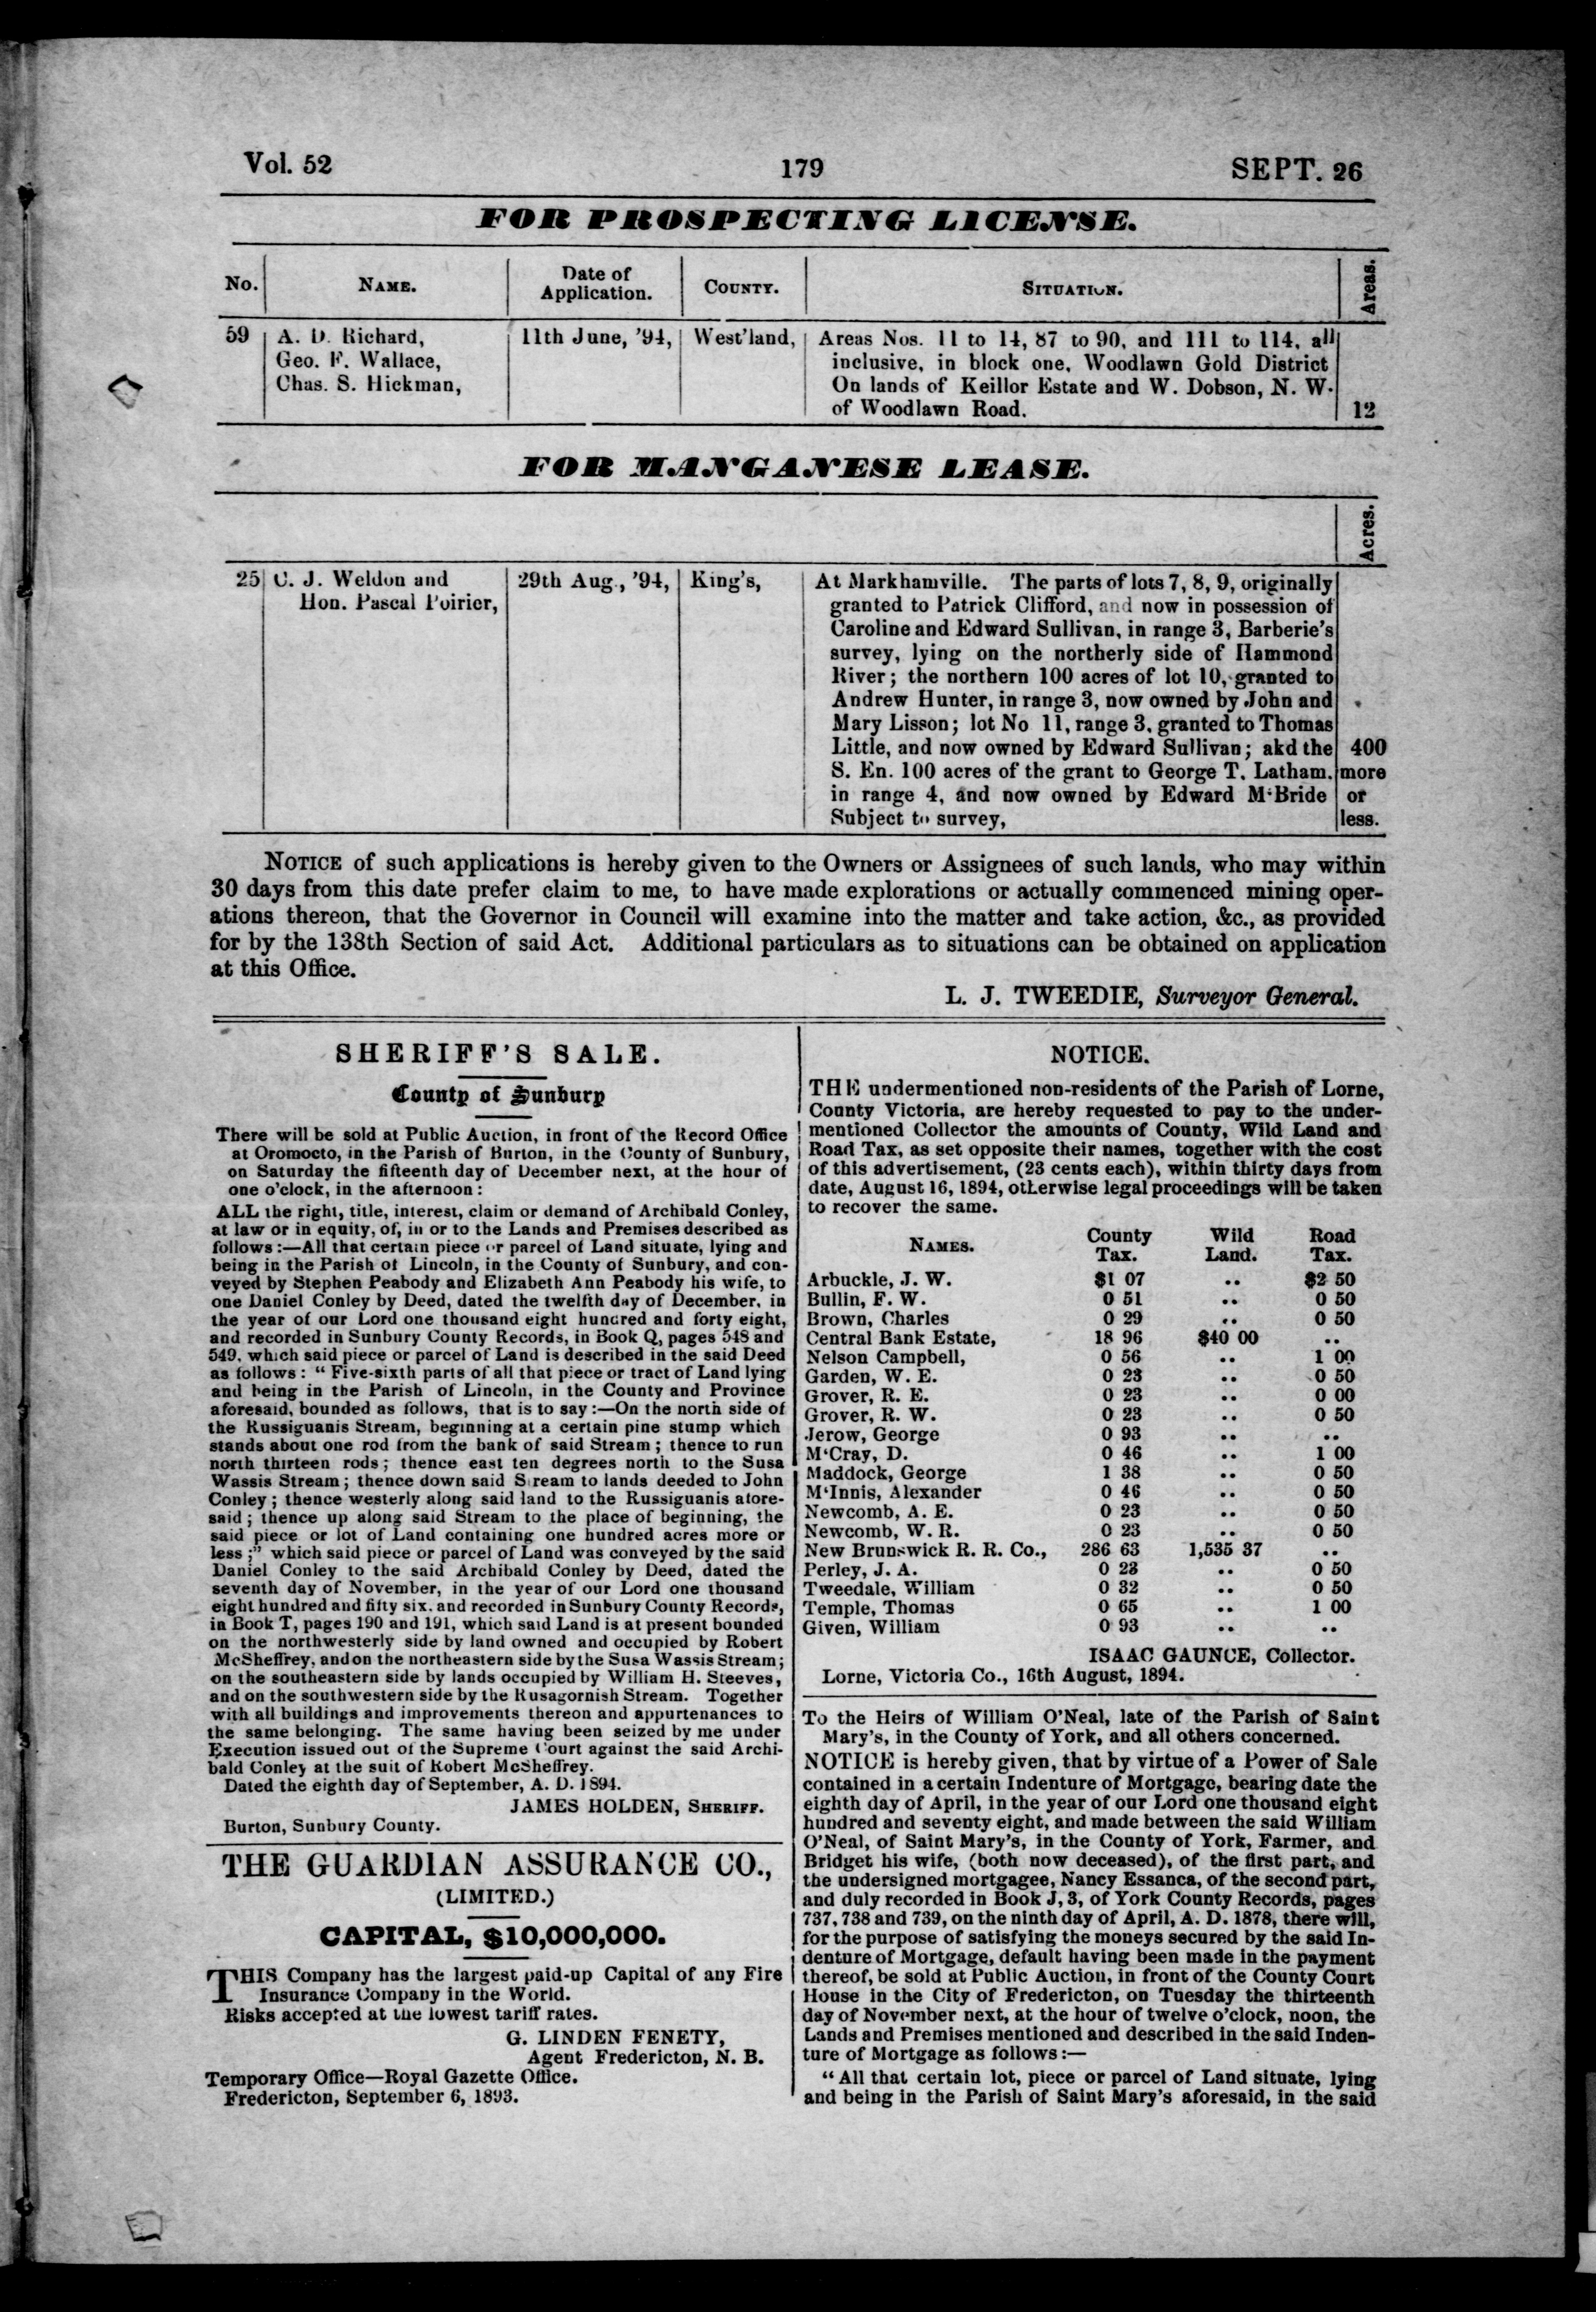 Vol. 52 179 SEPT. 26
FOR PROSPECTING LICENSE.
No. NAME. Date of Application. COUNTY. SITUATION. Areas.
59 A. D. Richard, 11th June, '94, West'land, Areas Nos. 11 to 14, 87 to 90, and 111 to 114, all
Geo. F. Wallace, inclusive, in block one, Woodlawn Gold District
Chas. S. Hickman, On lands of Keillor Estate and W. Dobson, N. W.
of Woodlawn Road. 12
FOR MANGANESE LEASE.
Acres.
25 C. J. Weldon and 29th Aug., '94, King's, At Markhamville. The parts of lots 7, 8, 9, originally
Hon. Pascal Poirier, granted to Patrick Clifford, and now in possession of
Caroline and Edward Sullivan, in range 3, Barberie's
survey, lying on the northerly side of Hammond
River; the northern 100 acres of lot 10, granted to
Andrew Hunter, in range 3, now owned by John and
Mary Lisson; lot No 11, range 3, granted to Thomas
Little, and now owned by Edward Sullivan; akd the 400
S. En. 100 acres of the grant to George T. Latham, more
in range 4, and now owned by Edward M'Bride or
Subject to survey, less.
NOTICE of such applications is hereby given to the Owners or Assignees of such lands, who may within
30 days from this date prefer claim to me, to have made explorations or actually commenced mining oper-
ations thereon, that the Governor in Council will examine into the matter and take action, &c., as provided
for by the 138th Section of said Act. Additional particulars as to situations can be obtained on application
at this Office.
L. J. TWEEDIE, Surveyor General.
SHERIFF'S SALE.
County of Sunbury
There will be sold at Public Auction, in front of the Record Office
at Oromocto, in the Parish of Burton, in the County of Sunbury,
on Saturday the fifteenth day of December next, at the hour of
one o'clock, in the afternoon:
ALL the right, title, interest, claim or demand of Archibald Conley,
at law or in equity, of, in or to the Lands and Premises described as
follows:—All that certain piece or parcel of Land situate, lying and
being in the Parish of Lincoln, in the County of Sunbury, and con-
veyed by Stephen Peabody and Elizabeth Ann Peabody his wife, to
one Daniel Conley by Deed, dated the twelfth day of December, in
the year of our Lord one thousand eight hundred and forty eight,
and recorded in Sunbury County Records, in Book Q, pages 548 and
549, which said piece or parcel of Land is described in the said Deed
as follows: "Five-sixth parts of all that piece or tract of Land lying
and being in the Parish of Lincoln, in the County and Province
aforesaid, bounded as follows, that is to say:—On the north side of
the Russiguanis Stream, beginning at a certain pine stump which
stands about one rod from the bank of said Stream; thence to run
north thirteen rods; thence east ten degrees north to the Susa
Wassis Stream; thence down said Stream to lands deeded to John
Conley; thence westerly along said land to the Russiguanis afore-
said; thence up along said Stream to the place of beginning, the
said piece or lot of Land containing one hundred acres more or
less;" which said piece or parcel of Land was conveyed by the said
Daniel Conley to the said Archibald Conley by Deed, dated the
seventh day of November, in the year of our Lord one thousand
eight hundred and fifty six, and recorded in Sunbury County Records,
in Book T, pages 190 and 191, which said Land is at present bounded
on the northwesterly side by land owned and occupied by Robert
McSheffrey, and on the northeastern side by the Susa Wassis Stream;
on the southeastern side by lands occupied by William H. Steeves,
and on the southwestern side by the Rusagornish Stream. Together
with all buildings and improvements thereon and appurtenances to
the same belonging. The same having been seized by me under
Execution issued out of the Supreme Court against the said Archi-
bald Conley at the suit of Robert McSheffrey.
Dated the eighth day of September, A. D. 1894.
JAMES HOLDEN, SHERIFF.
Burton, Sunbury County.
THE GUARDIAN ASSURANCE CO.,
(LIMITED.)
CAPITAL, $10,000,000.
THIS Company has the largest paid-up Capital of any Fire
Insurance Company in the World.
Risks accepted at the lowest tariff rates.
G. LINDEN FENETY,
Agent Fredericton, N. B.
Temporary Office—Royal Gazette Office.
Fredericton, September 6, 1893.
NOTICE.
THE undermentioned non-residents of the Parish of Lorne,
County Victoria, are hereby requested to pay to the under-
mentioned Collector the amounts of County, Wild Land and
Road Tax, as set opposite their names, together with the cost
of this advertisement, (23 cents each), within thirty days from
date, August 16, 1894, otherwise legal proceedings will be taken
to recover the same.
NAMES. County Tax. Wild Land. Road Tax.
Arbuckle, J. W. $1 07 .. $2 50
Bullin, F. W. 0 51 .. 0 50
Brown, Charles 0 29 .. 0 50
Central Bank Estate, 18 96 $40 00 ..
Nelson Campbell, 0 56 .. 1 00
Garden, W. E. 0 23 .. 0 50
Grover, R. E. 0 23 .. 0 00
Grover, R. W. 0 23 .. 0 50
Jerow, George 0 93 .. ..
M'Cray, D. 0 46 .. 1 00
Maddock, George 1 38 .. 0 50
M'Innis, Alexander 0 46 .. 0 50
Newcomb, A. E. 0 23 .. 0 50
Newcomb, W. R. 0 23 .. 0 50
New Brunswick R. R. Co., 286 63 1,535 37 ..
Perley, J. A. 0 23 .. 0 50
Tweedale, William 0 32 .. 0 50
Temple, Thomas 0 65 .. 1 00
Given, William 0 93 .. ..
ISAAC GAUNCE, Collector.
Lorne, Victoria Co., 16th August, 1894.
To the Heirs of William O'Neal, late of the Parish of Saint
Mary's, in the County of York, and all others concerned.
NOTICE is hereby given, that by virtue of a Power of Sale
contained in a certain Indenture of Mortgage, bearing date the
eighth day of April, in the year of our Lord one thousand eight
hundred and seventy eight, and made between the said William
O'Neal, of Saint Mary's, in the County of York, Farmer, and
Bridget his wife, (both now deceased), of the first part, and
the undersigned mortgagee, Nancy Essanca, of the second part,
and duly recorded in Book J, 3, of York County Records, pages
737, 738 and 739, on the ninth day of April, A. D. 1878, there will,
for the purpose of satisfying the moneys secured by the said In-
denture of Mortgage, default having been made in the payment
thereof, be sold at Public Auction, in front of the County Court
House in the City of Fredericton, on Tuesday the thirteenth
day of November next, at the hour of twelve o'clock, noon, the
Lands and Premises mentioned and described in the said Inden-
ture of Mortgage as follows:—
"All that certain lot, piece or parcel of Land situate, lying
and being in the Parish of Saint Mary's aforesaid, in the said